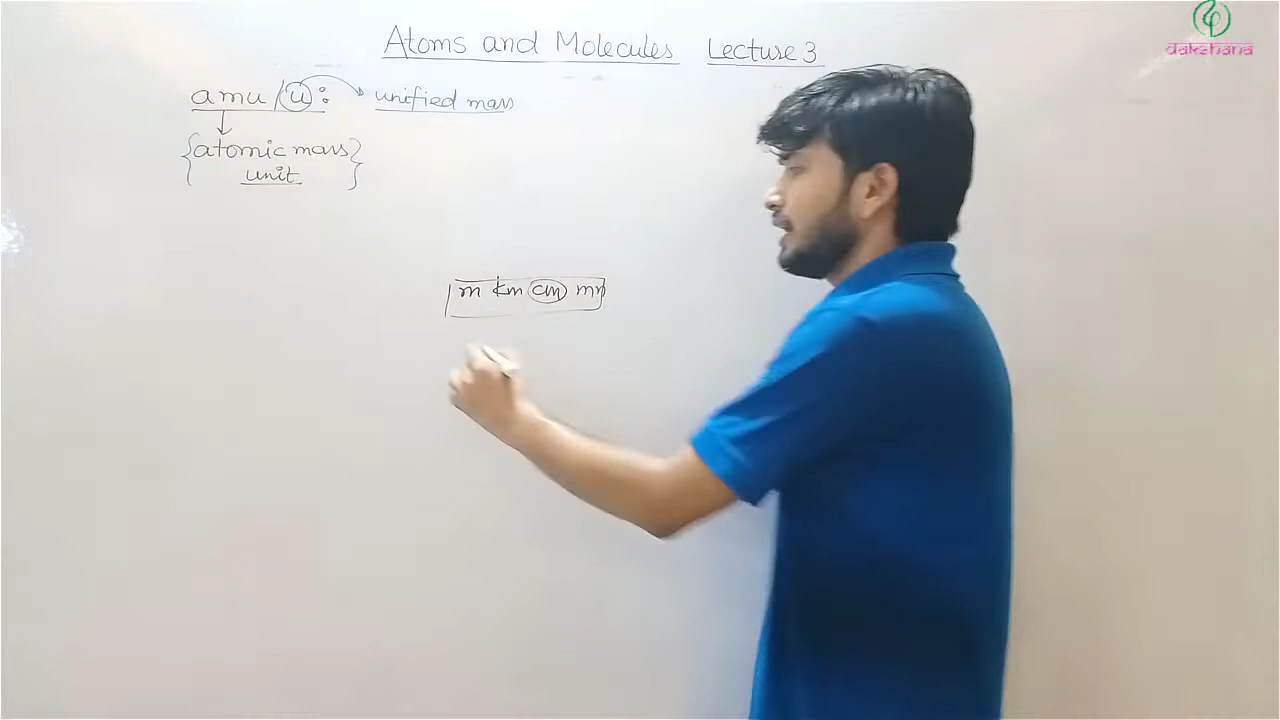 Atoms and Molecules Lecture 3
dakshana
amu / u : unified mass
{atomic mass
unit}
m km cm mm